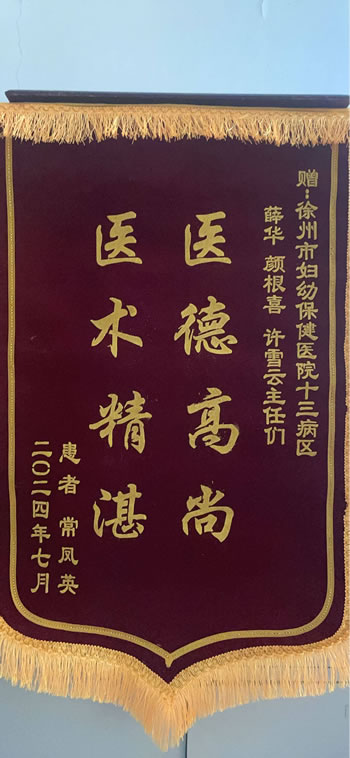 赠:徐州市妇幼保健医院十三病区
薛华 颜根喜 许雪云主任们
医德高尚
医术精湛
患者 常凤英
二〇二四年七月